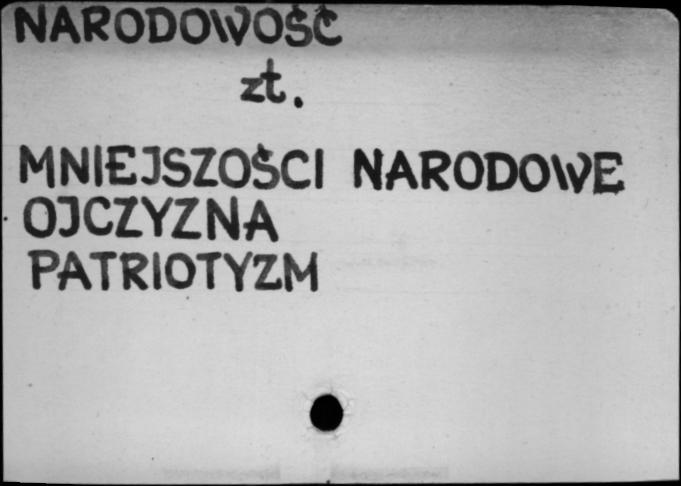 NARODOWOŚĆ
zt.
MNIEJSZOŚCI NARODOWE
OJCZYZNA
PATRIOTYZM